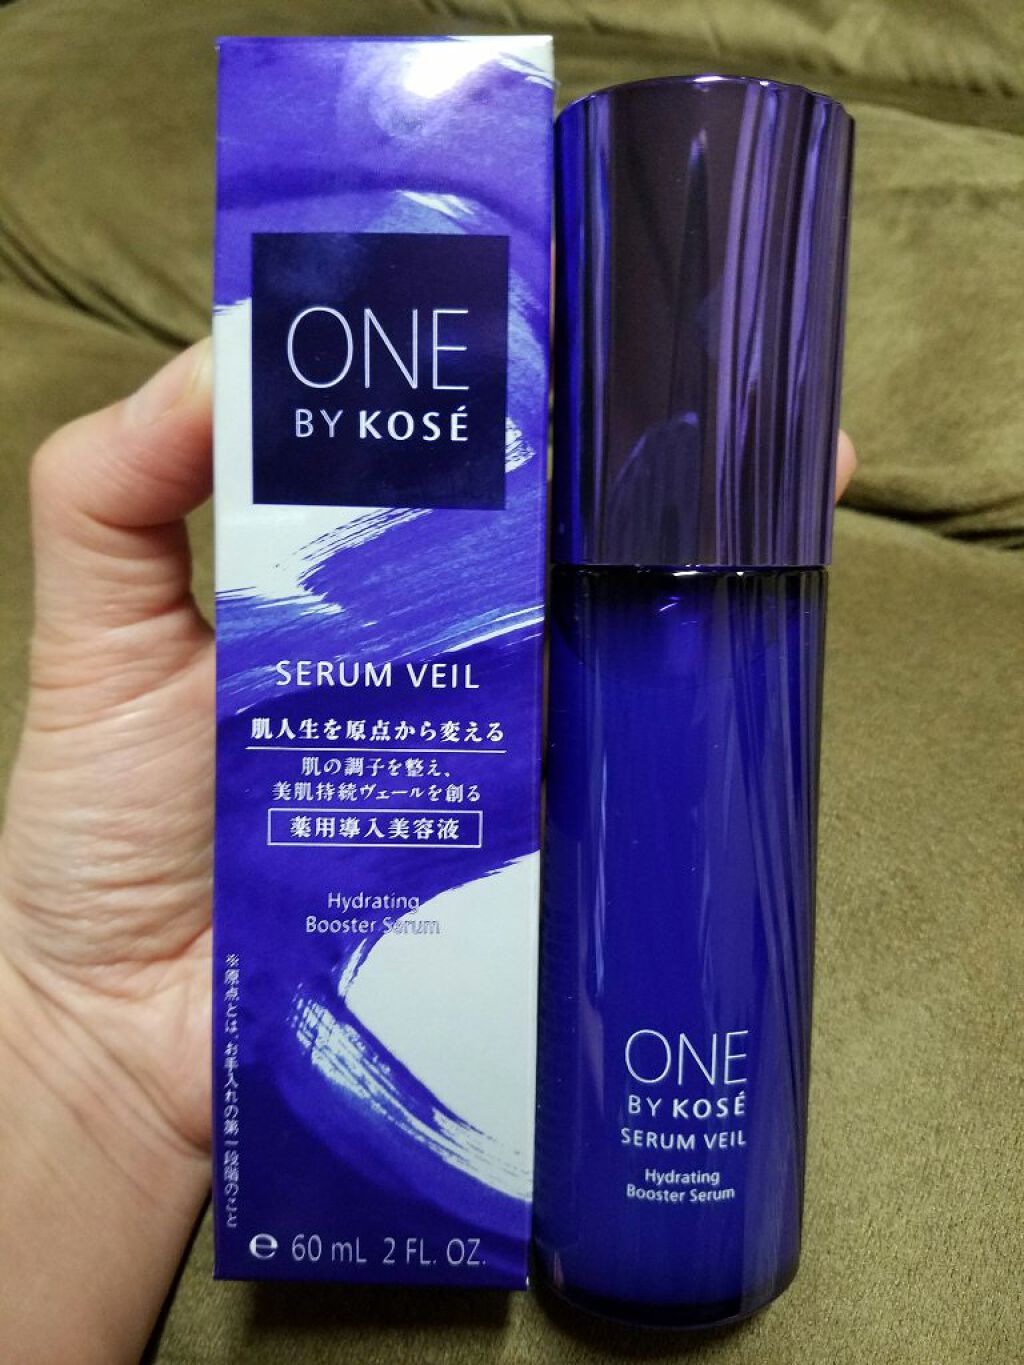 ONE
BY KOSÉ
SERUM VEIL
肌人生を原点から変える
肌の調子を整え、
美肌持続ヴェールを創る
薬用導入美容液
Hydrating
Booster Serum
※原点とは、お手入れの第一段階のこと
e 60 mL 2 FL. OZ.
ONE
BY KOSÉ
SERUM VEIL
Hydrating
Booster Serum